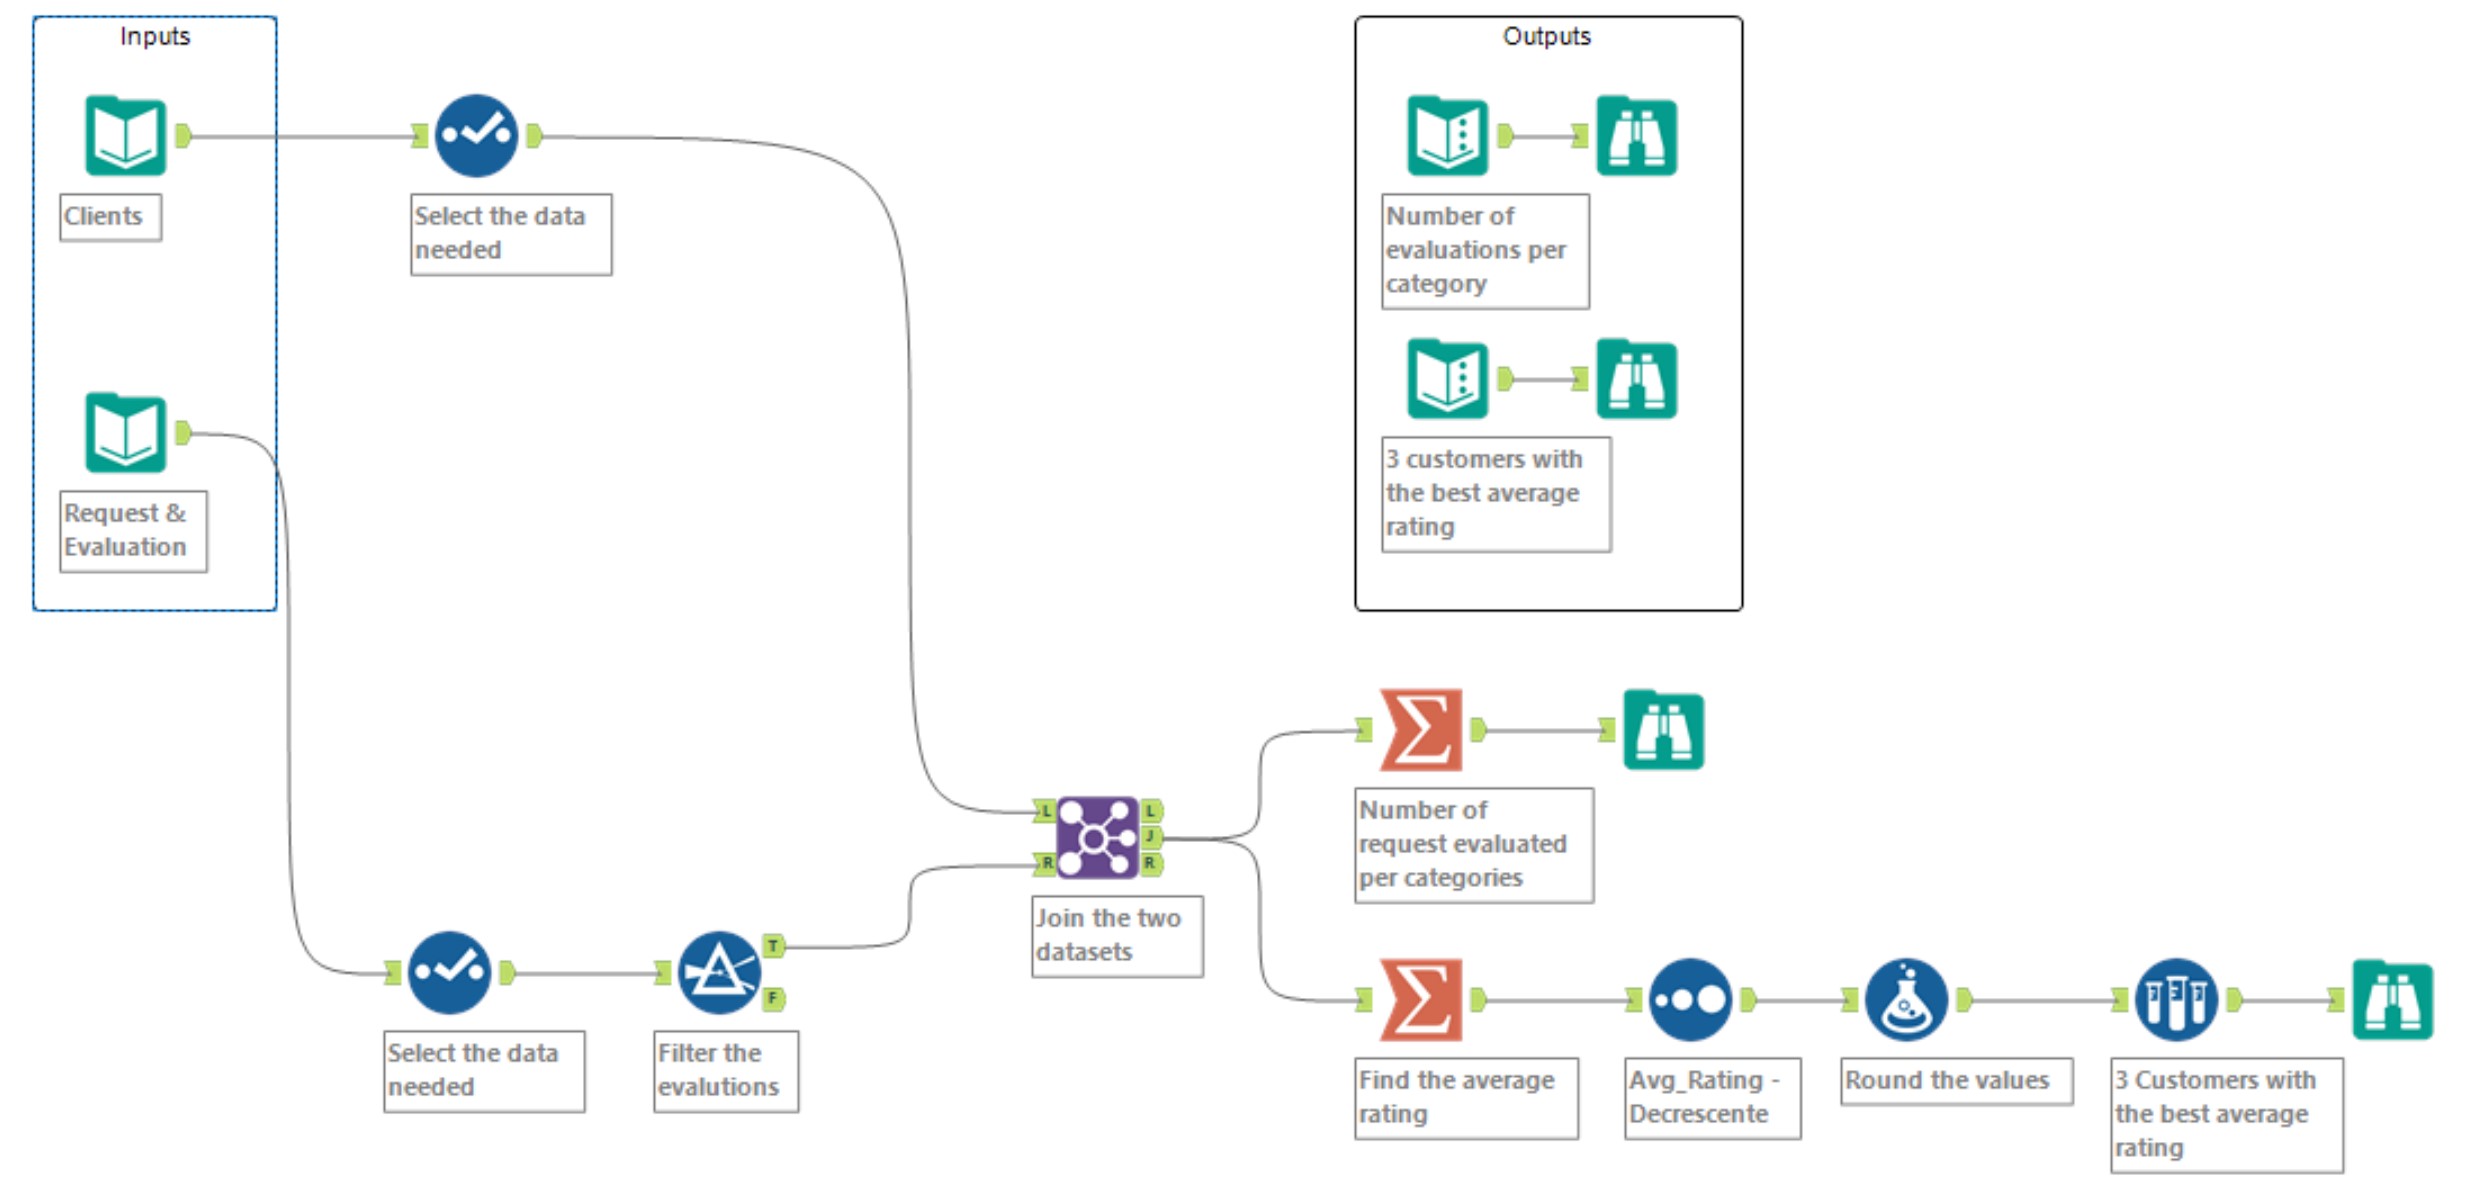 Inputs
Clients
Request &
Evaluation
Select the data
needed
Outputs
Number of
evaluations per
category
3 customers with
the best average
rating
Select the data
needed
T
F
Filter the
evalutions
L
R
L
J
R
Join the two
datasets
Number of
request evaluated
per categories
Find the average
rating
Avg_Rating -
Decrescente
Round the values
3 Customers with
the best average
rating